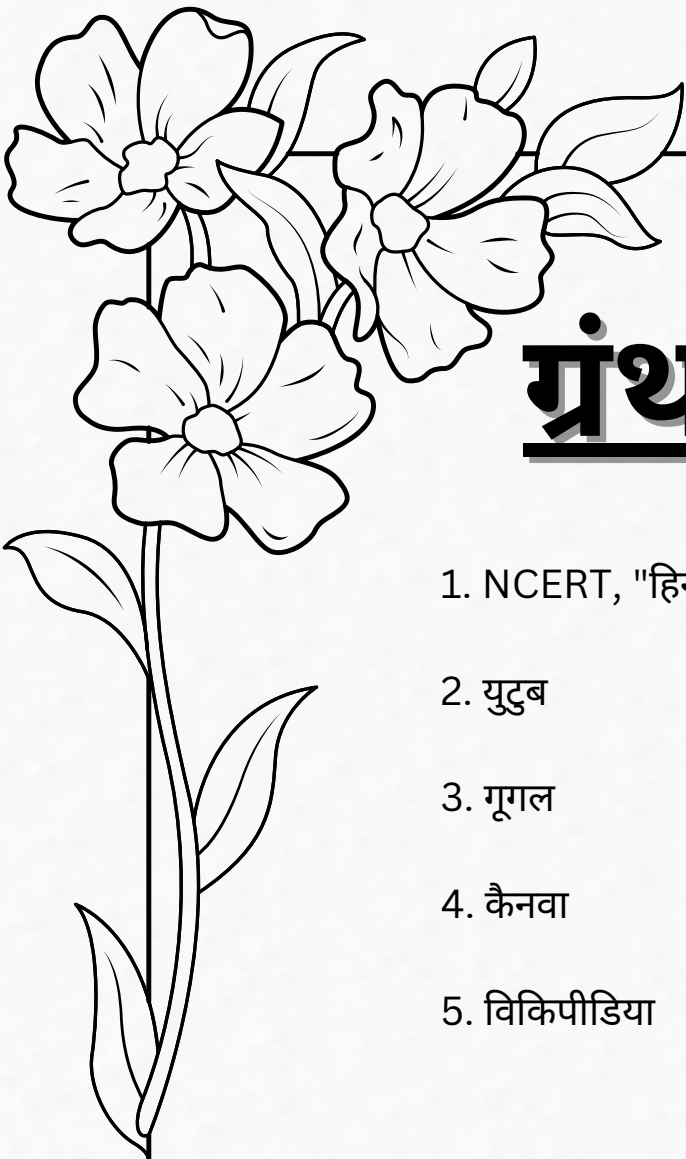 ग्रंथ
1. NCERT, "हिन
2. युटुब
3. गूगल
4. कैनवा
5. विकिपीडिया